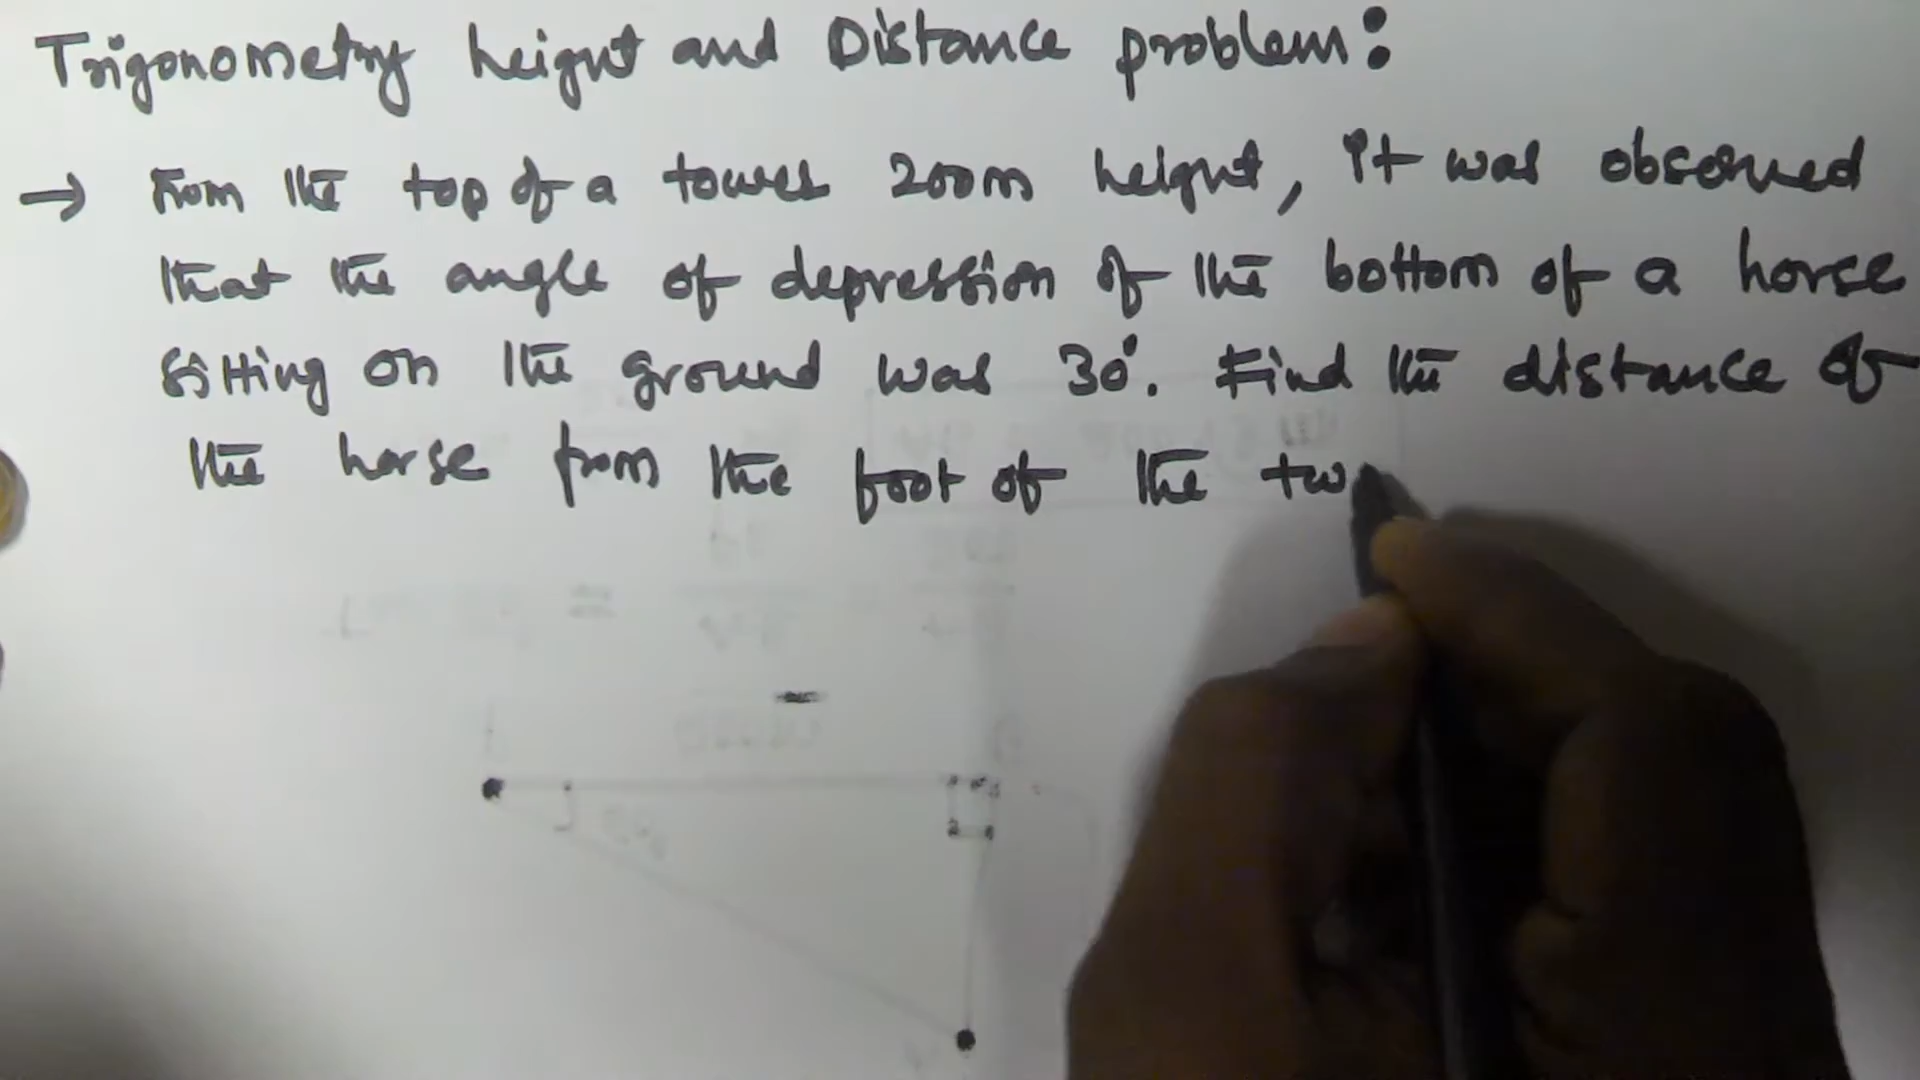 Trigonometry height and Distance problem:
→ From the top of a tower 200m height, it was observed
that the angle of depression of the bottom of a horse
sitting on the ground was 30°. Find the distance of
the horse from the foot of the tow